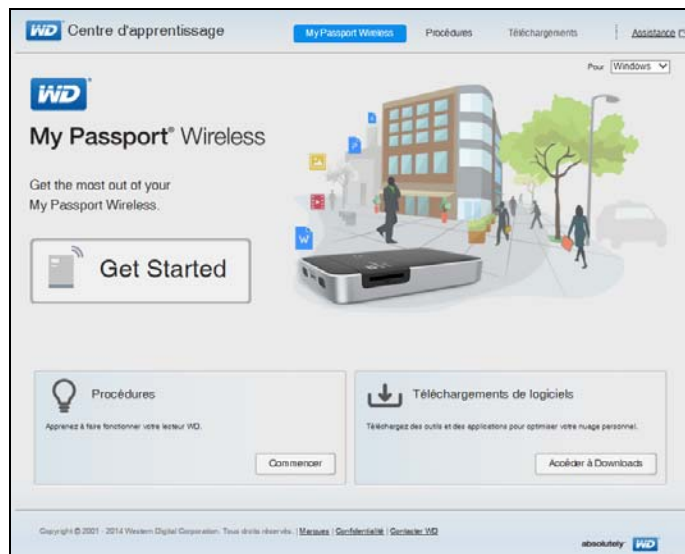 WD Centre d'apprentissage
My Passport Wireless
Procédures
Téléchargements
Assistance
Pour Windows
WD
My Passport® Wireless
Get the most out of your
My Passport Wireless.
Get Started
W
Procédures
Apprenez à faire fonctionner votre lecteur WD.
Commencer
Téléchargements de logiciels
Téléchargez des outils et des applications pour optimiser votre nuage personnel.
Accéder à Downloads
Copyright © 2001 - 2014 Western Digital Corporation. Tous droits réservés. | Marques | Confidentialité | Contacter WD
absolutely WD